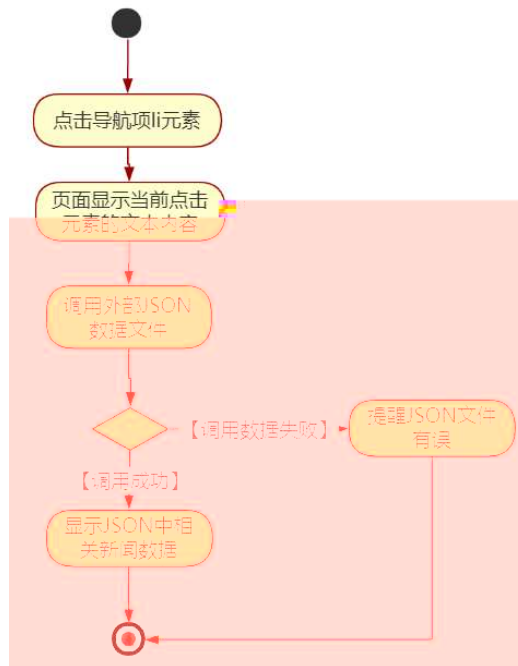 点击导航项li元素
页面显示当前点击
元素的文本内容
调用外部JSON
数据文件
【调用数据失败】
提醒JSON文件
有误
【调用成功】
显示JSON中相
关新闻数据